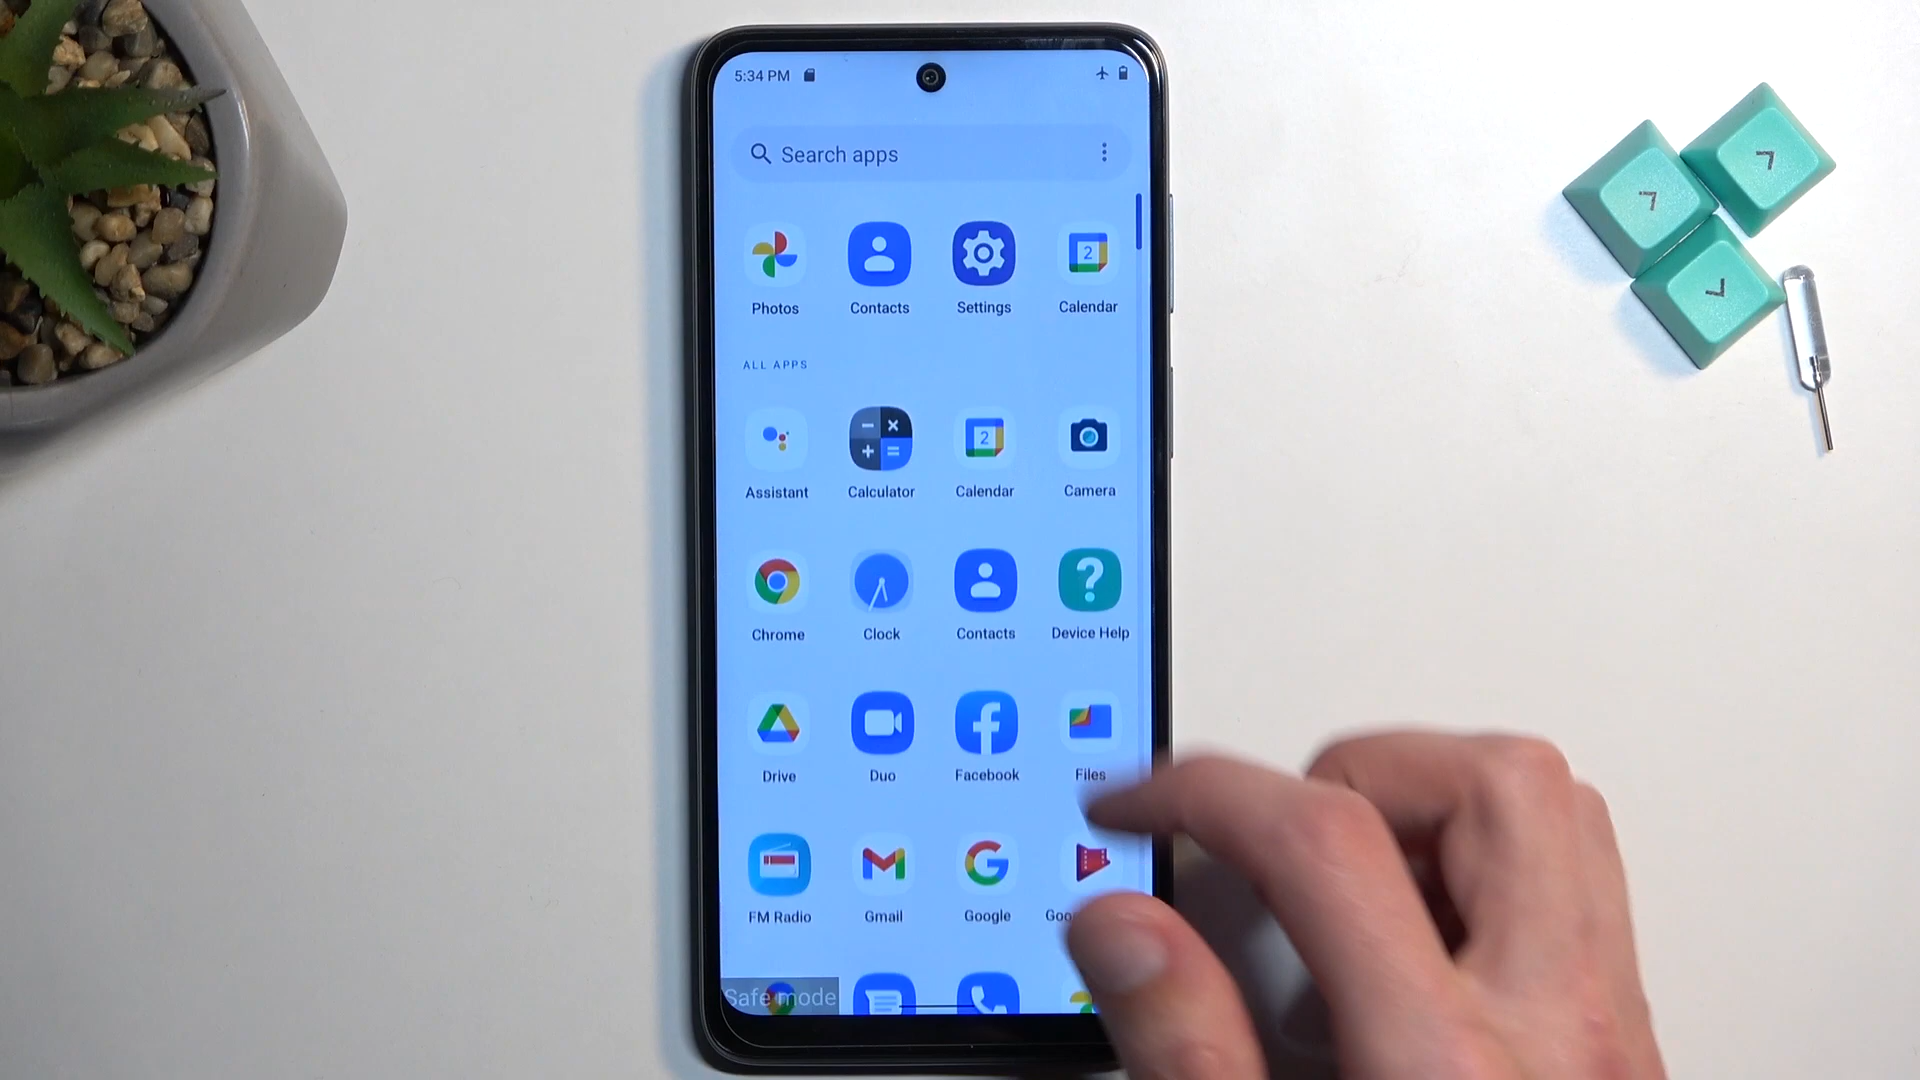 5:34 PM
Search apps
Photos Contacts Settings Calendar
ALL APPS
Assistant Calculator Calendar Camera
Chrome Clock Contacts Device Help
Drive Duo Facebook Files
FM Radio Gmail Google Goo
Safe mode